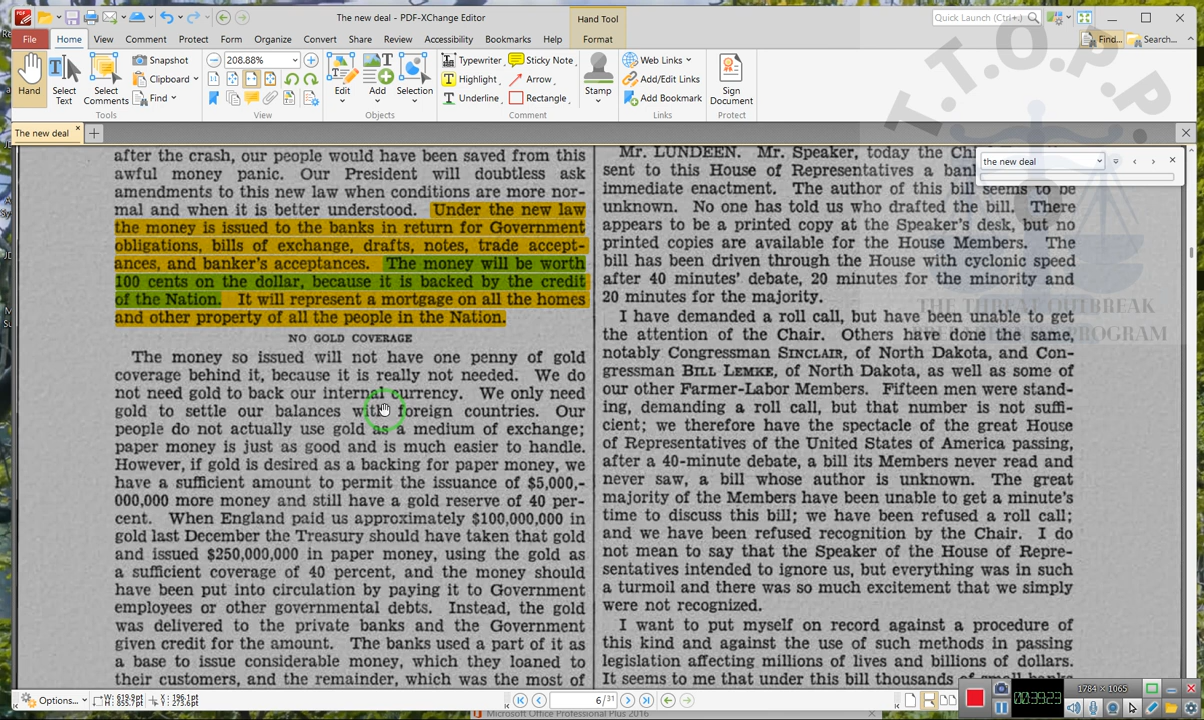 The new deal - PDF-XChange Editor
Hand Tool
Quick Launch (Ctrl+.)
File
Home
View
Comment
Protect
Form
Organize
Convert
Share
Review
Accessibility
Bookmarks
Help
Format
Find...
Search...
Hand
Select Text
Select Comments
Snapshot
Clipboard
Find
Tools
208.88%
View
Edit
Add
Selection
Objects
Typewriter
Sticky Note
Highlight
Arrow
Underline
Rectangle
Comment
Stamp
Web Links
Add/Edit Links
Add Bookmark
Links
Sign Document
Protect
T.T.O.P.P.
The new deal
the new deal
after the crash, our people would have been saved from this
awful money panic. Our President will doubtless ask
amendments to this new law when conditions are more nor-
mal and when it is better understood. Under the new law
the money is issued to the banks in return for Government
obligations, bills of exchange, drafts, notes, trade accept-
ances, and banker's acceptances. The money will be worth
100 cents on the dollar, because it is backed by the credit
of the Nation. It will represent a mortgage on all the homes
and other property of all the people in the Nation.
NO GOLD COVERAGE
The money so issued will not have one penny of gold
coverage behind it, because it is really not needed. We do
not need gold to back our internal currency. We only need
gold to settle our balances with foreign countries. Our
people do not actually use gold as a medium of exchange;
paper money is just as good and is much easier to handle.
However, if gold is desired as a backing for paper money, we
have a sufficient amount to permit the issuance of $5,000,-
000,000 more money and still have a gold reserve of 40 per-
cent. When England paid us approximately $100,000,000 in
gold last December the Treasury should have taken that gold
and issued $250,000,000 in paper money, using the gold as
a sufficient coverage of 40 percent, and the money should
have been put into circulation by paying it to Government
employees or other governmental debts. Instead, the gold
was delivered to the private banks and the Government
given credit for the amount. The banks used a part of it as
a base to issue considerable money, which they loaned to
their customers, and the remainder, which was the most of
Mr. LUNDEEN. Mr. Speaker, today the Ch
sent to this House of Representatives a ban
immediate enactment. The author of this bill seems to be
unknown. No one has told us who drafted the bill. There
appears to be a printed copy at the Speaker's desk, but no
printed copies are available for the House Members. The
bill has been driven through the House with cyclonic speed
after 40 minutes' debate, 20 minutes for the minority and
20 minutes for the majority.
THE THREAT OUTBREAK
PROGRAM
I have demanded a roll call, but have been unable to get
the attention of the Chair. Others have done the same,
notably Congressman SINCLAIR, of North Dakota, and Con-
gressman BILL LEMKE, of North Dakota, as well as some of
our other Farmer-Labor Members. Fifteen men were stand-
ing, demanding a roll call, but that number is not suffi-
cient; we therefore have the spectacle of the great House
of Representatives of the United States of America passing,
after a 40-minute debate, a bill its Members never read and
never saw, a bill whose author is unknown. The great
majority of the Members have been unable to get a minute's
time to discuss this bill; we have been refused a roll call;
and we have been refused recognition by the Chair. I do
not mean to say that the Speaker of the House of Repre-
sentatives intended to ignore us, but everything was in such
a turmoil and there was so much excitement that we simply
were not recognized.
I want to put myself on record against a procedure of
this kind and against the use of such methods in passing
legislation affecting millions of lives and billions of dollars.
It seems to me that under this bill thousands of small banks
Options...
W: 619.9pt
H: 855.7pt
X: 196.1pt
Y: 273.6pt
6 /31
00:39:23
1784 × 1065
Microsoft Office Professional Plus 2016